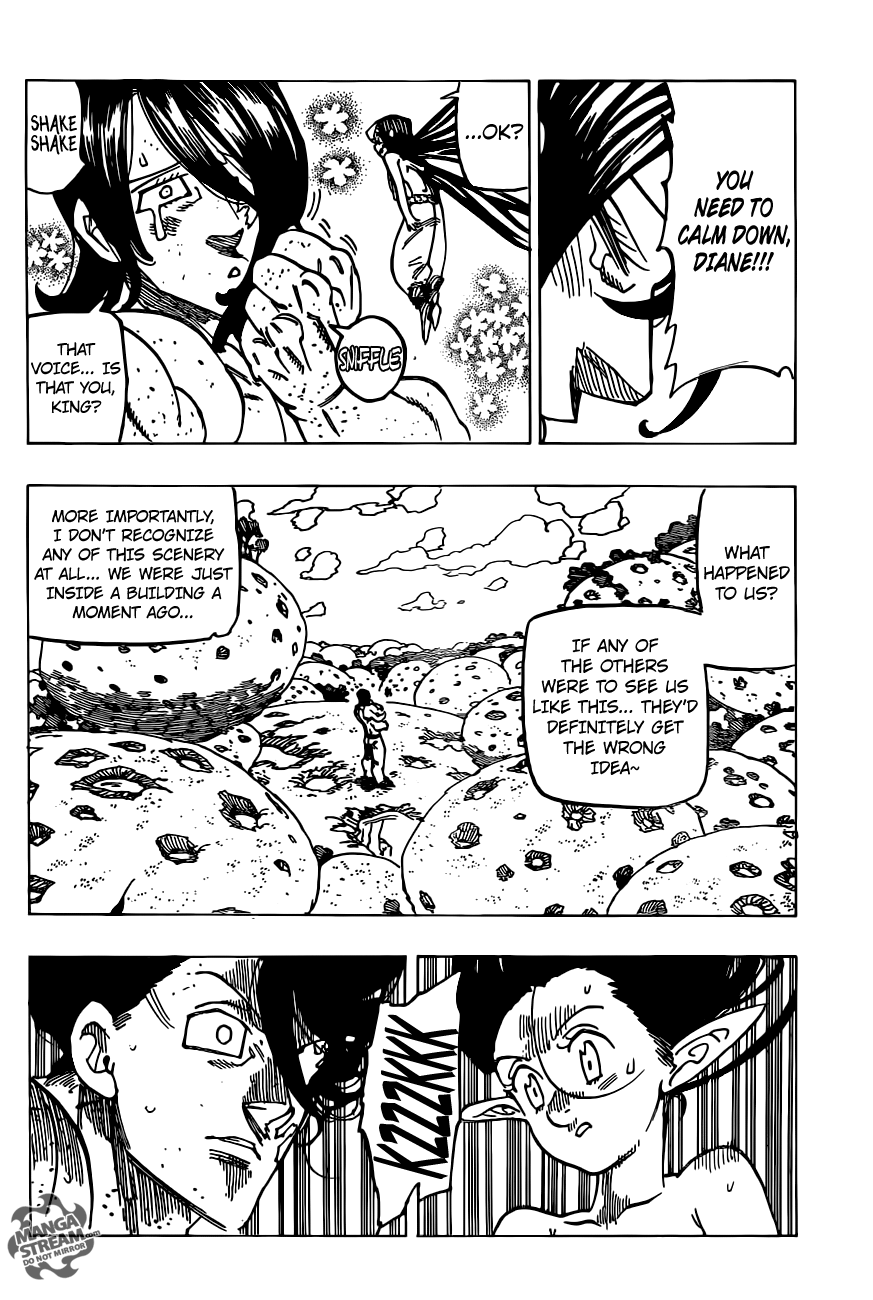 YOU
NEED TO
CALM DOWN,
DIANE!!!
...OK?
SHAKE
SHAKE
SNIFFLE
THAT
VOICE... IS
THAT YOU,
KING?
WHAT
HAPPENED
TO US?
IF ANY OF
THE OTHERS
WERE TO SEE US
LIKE THIS... THEY'D
DEFINITELY GET
THE WRONG
IDEA~
MORE IMPORTANTLY,
I DON'T RECOGNIZE
ANY OF THIS SCENERY
AT ALL... WE WERE JUST
INSIDE A BUILDING A
MOMENT AGO...
KZZZKKK
MANGA
STREAM.com
DO NOT MIRROR